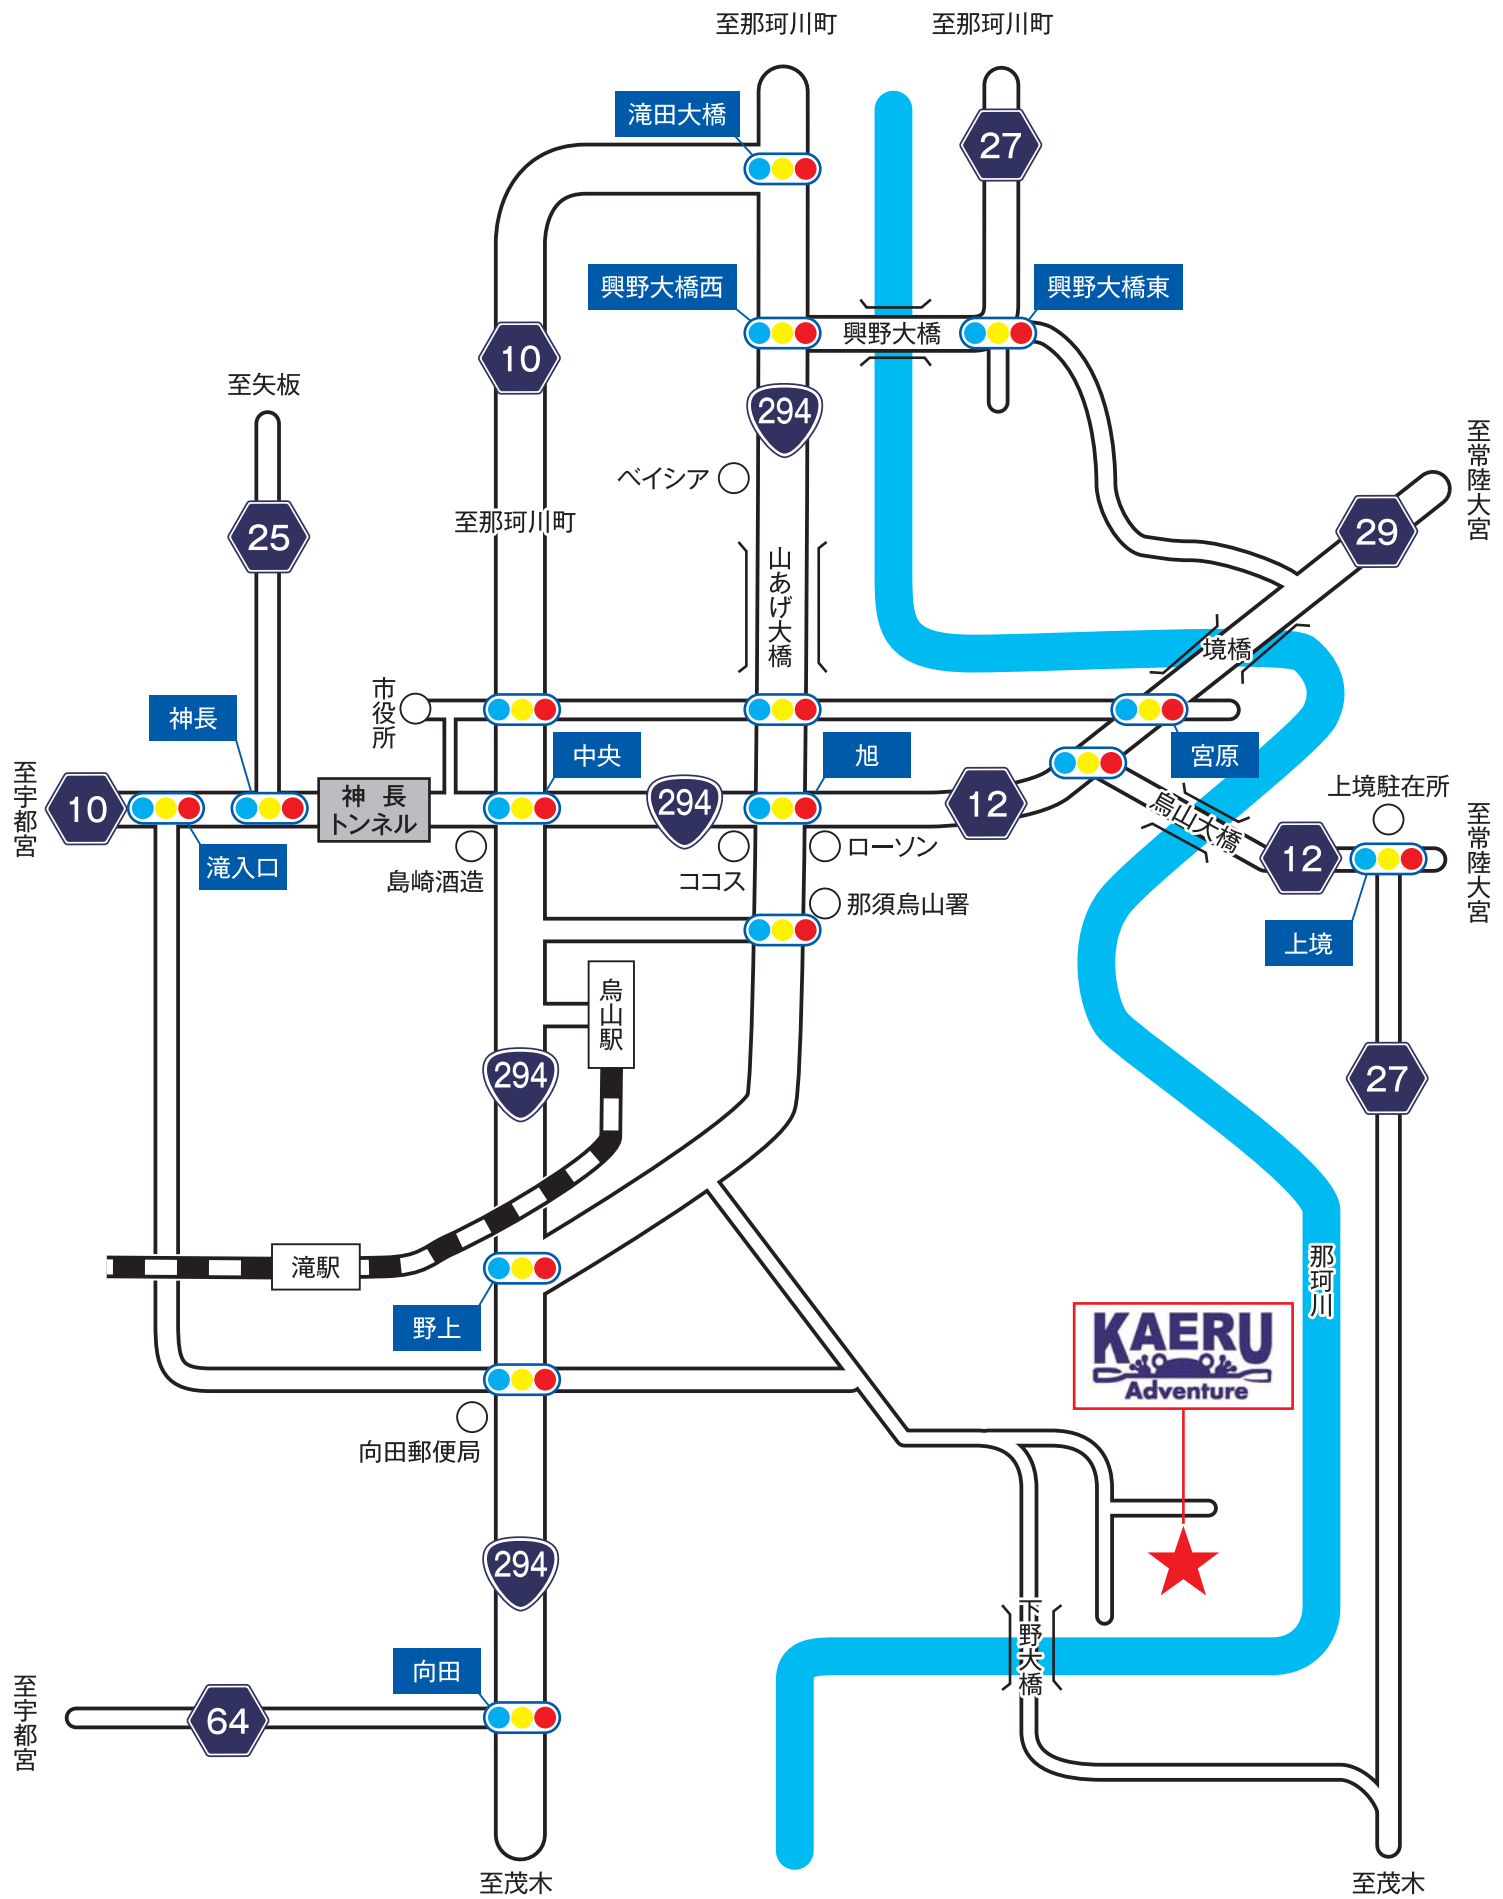 至那珂川町
至那珂川町
滝田大橋
27
興野大橋西
興野大橋東
興野大橋
10
至矢板
294
至常陸大宮
ベイシア
至那珂川町
25
29
山あげ大橋
境橋
市役所
神長
中央
旭
宮原
至宇都宮
10
神 長
トンネル
294
12
烏山大橋
上境駐在所
至常陸大宮
滝入口
島崎酒造
ココス
ローソン
12
那須烏山署
上境
烏山駅
294
27
滝駅
那珂川
野上
KAERU
Adventure
向田郵便局
294
下野大橋
向田
至宇都宮
64
至茂木
至茂木